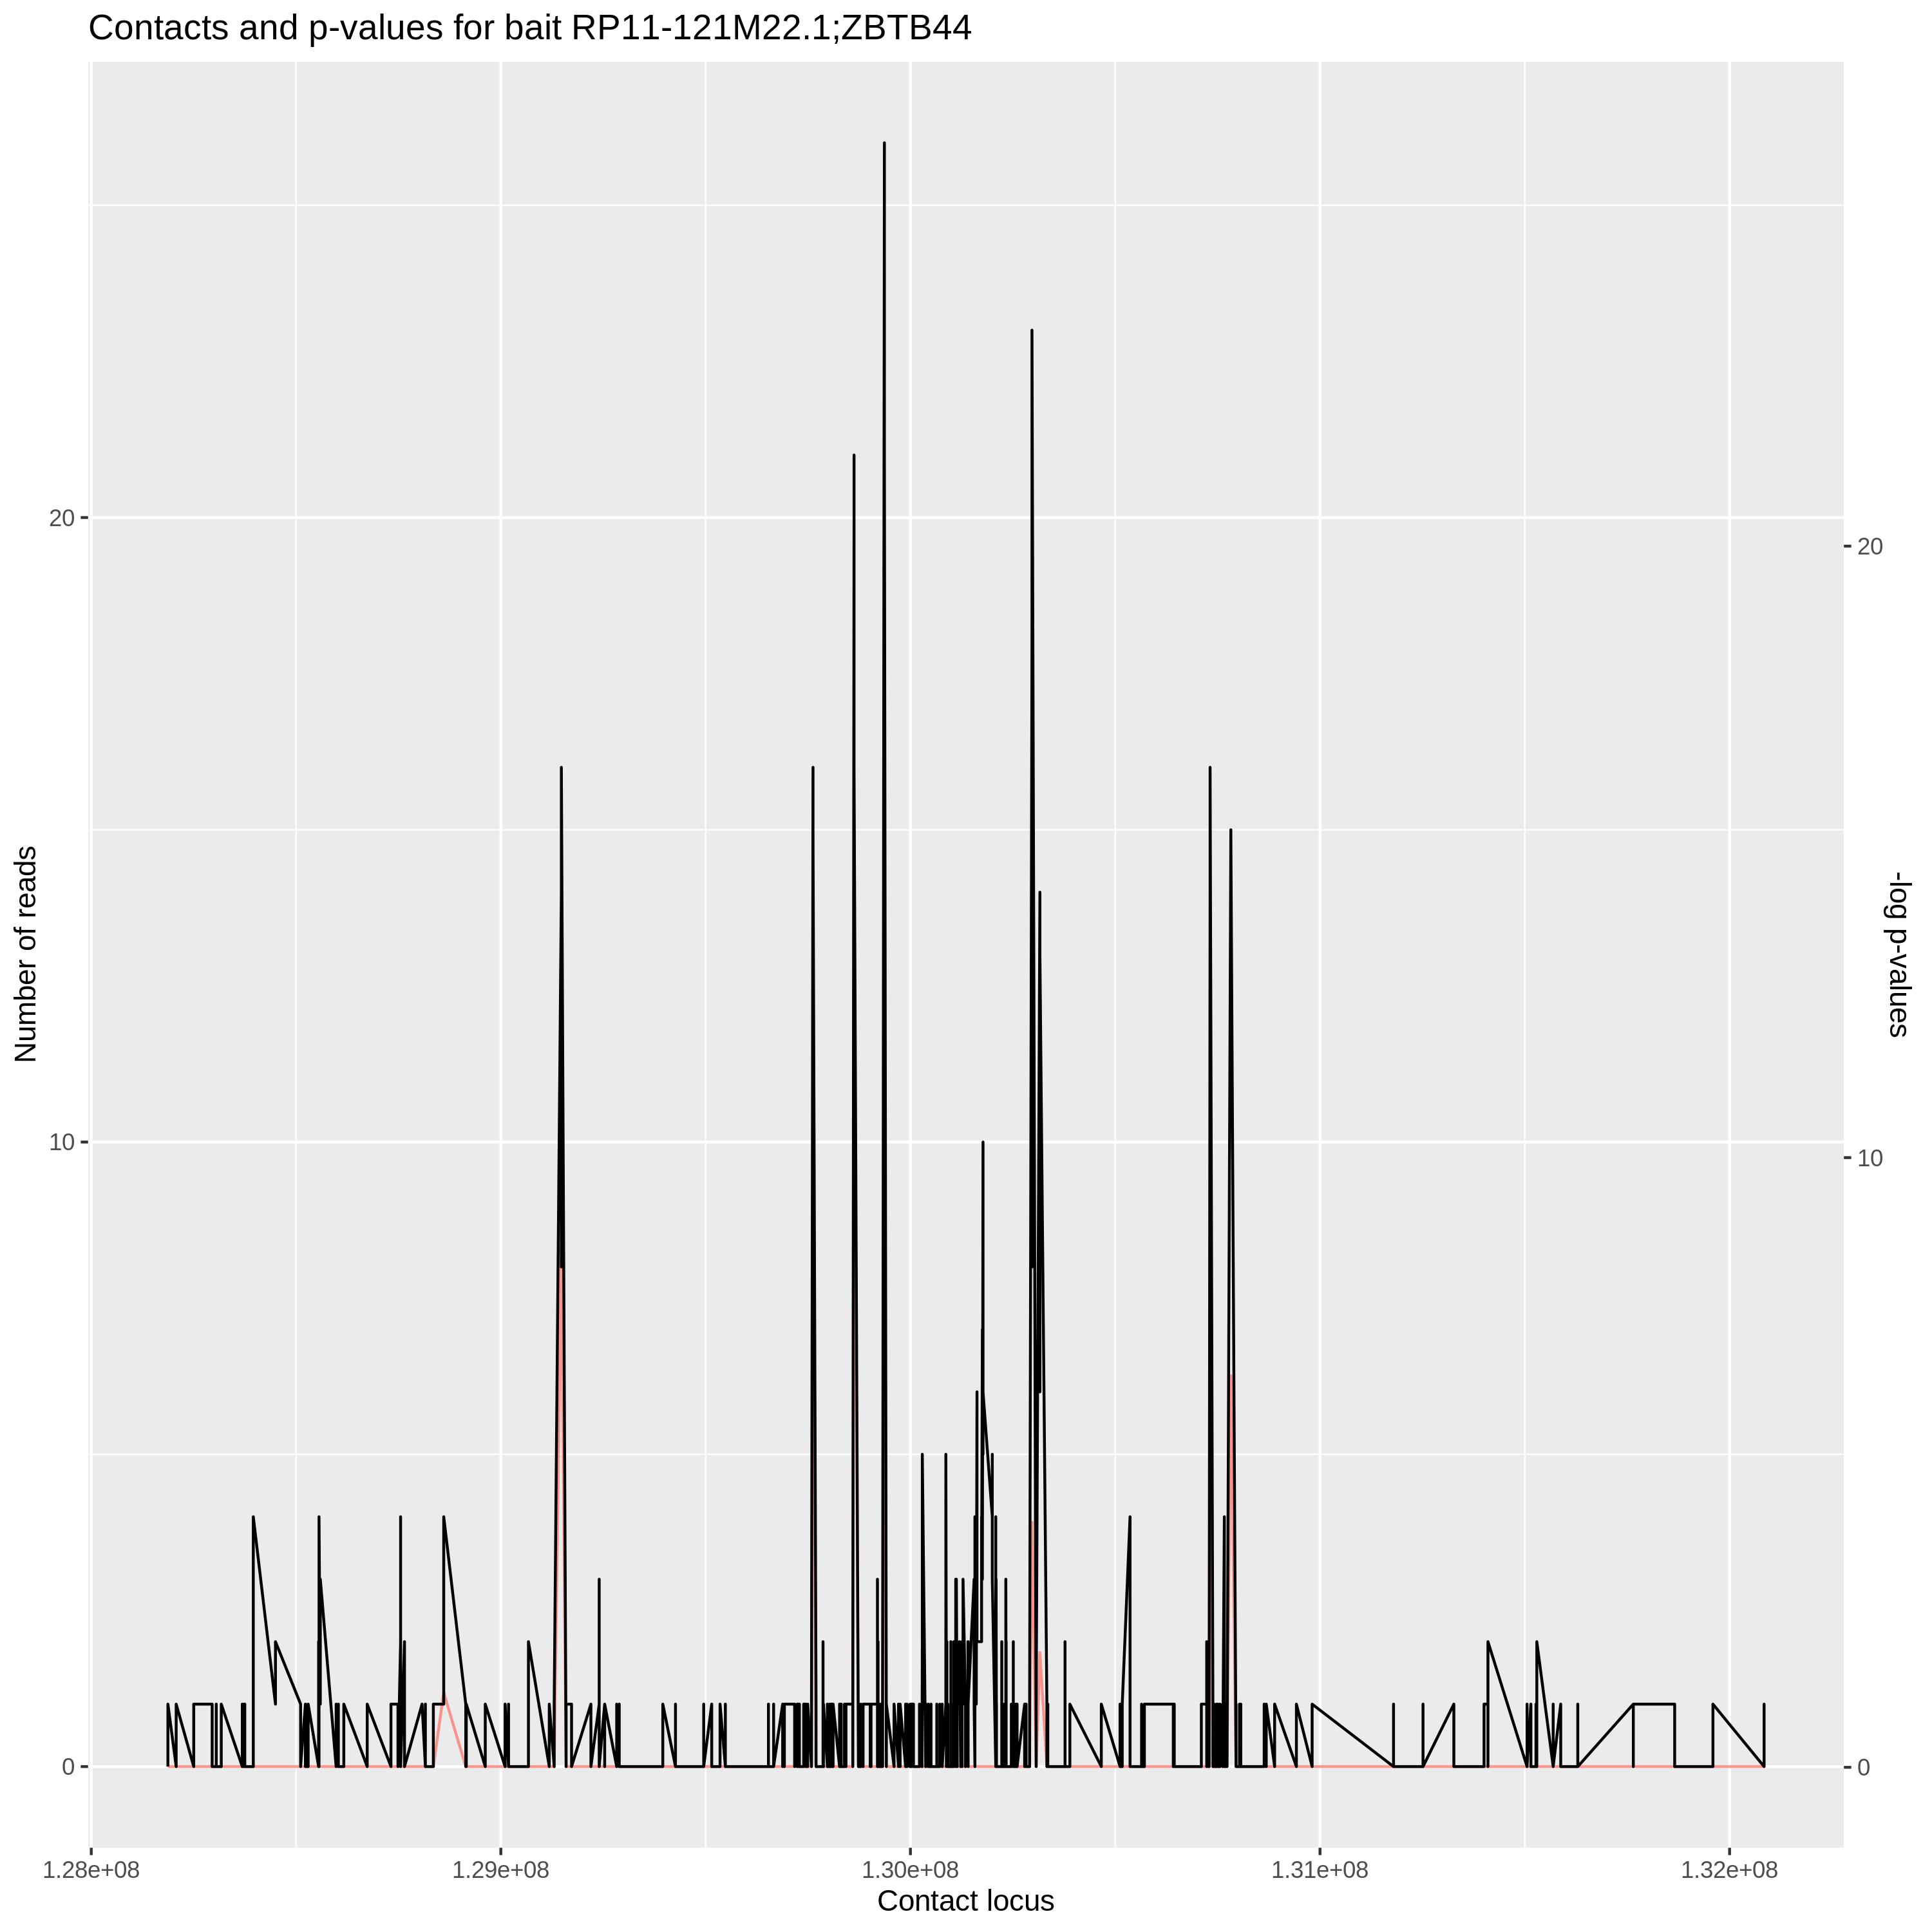 Contacts and p-values for bait RP11-121M22.1;ZBTB44
Number of reads
20
10
0
20
10
0
-log p-values
1.28e+08 1.29e+08 1.30e+08 1.31e+08 1.32e+08
Contact locus